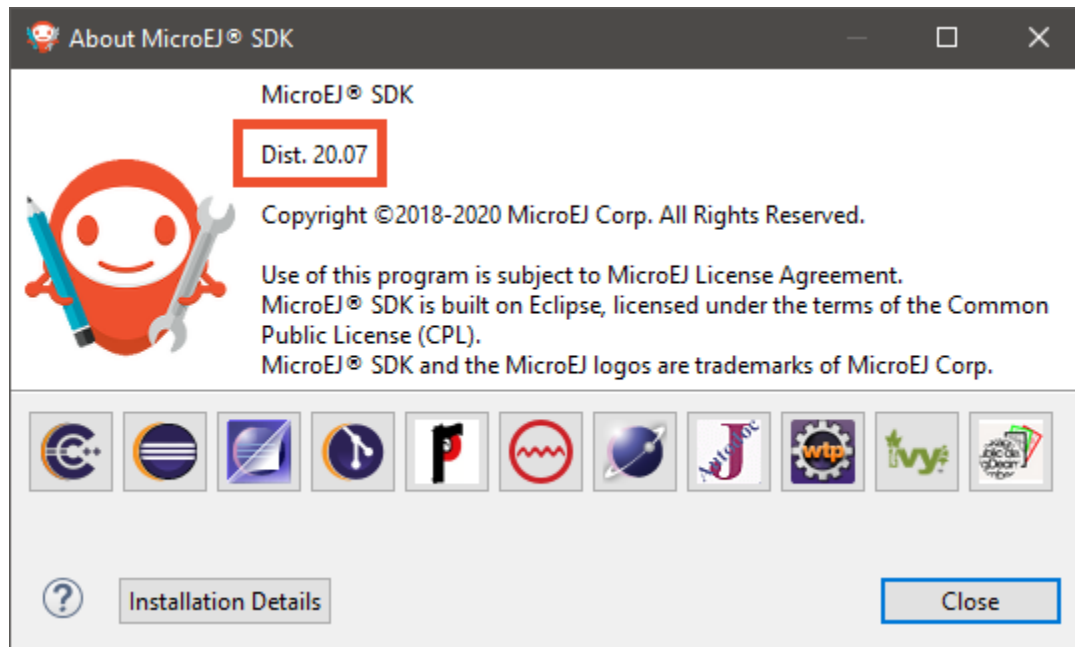 About MicroEJ® SDK
MicroEJ® SDK
Dist. 20.07
Copyright ©2018-2020 MicroEJ Corp. All Rights Reserved.
Use of this program is subject to MicroEJ License Agreement.
MicroEJ® SDK is built on Eclipse, licensed under the terms of the Common
Public License (CPL).
MicroEJ® SDK and the MicroEJ logos are trademarks of MicroEJ Corp.
C++ Autodoc J wtp Ivy
? Installation Details Close